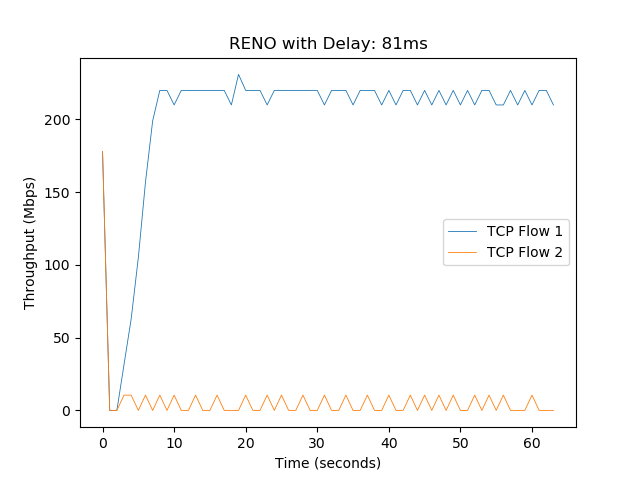 RENO with Delay: 81ms
Throughput (Mbps)
200
150
100
50
0
TCP Flow 1
TCP Flow 2
0 10 20 30 40 50 60
Time (seconds)